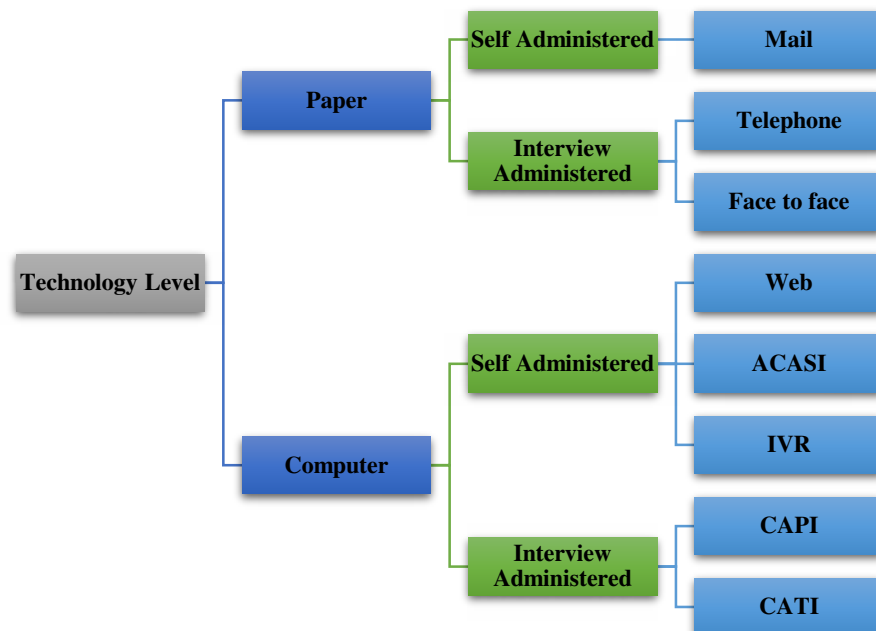 Self Administered
Mail
Paper
Telephone
Interview
Administered
Face to face
Technology Level
Web
Self Administered
ACASI
IVR
Computer
CAPI
Interview
Administered
CATI